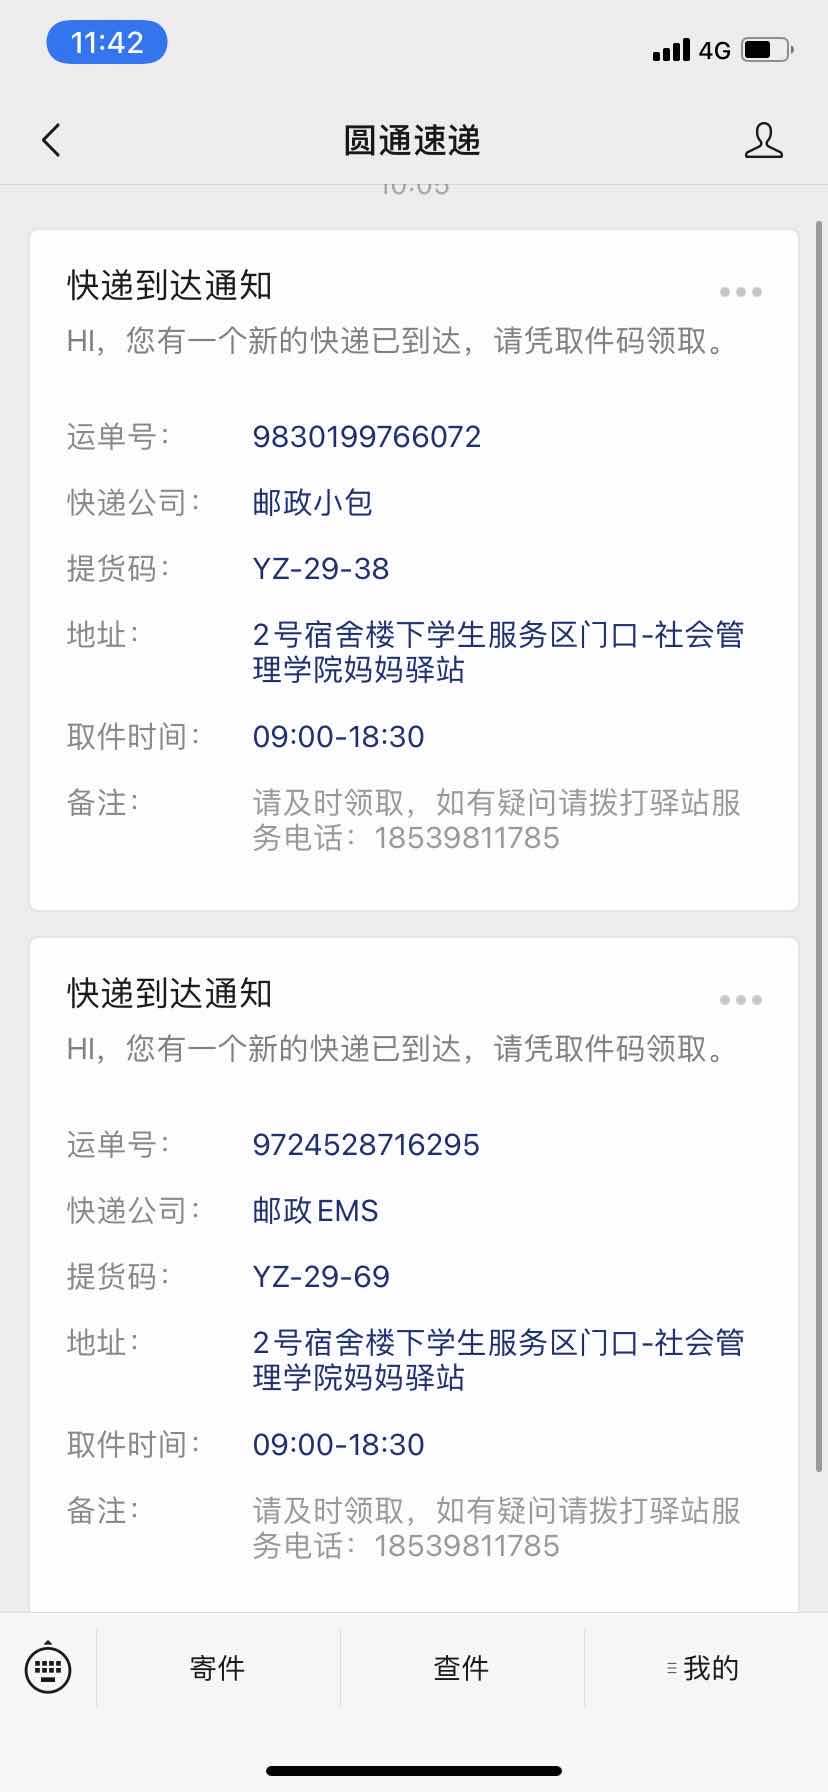 11:42
4G
圆通速递
10:05
快递到达通知
HI，您有一个新的快递已到达，请凭取件码领取。
运单号： 9830199766072
快递公司： 邮政小包
提货码： YZ-29-38
地址： 2号宿舍楼下学生服务区门口-社会管
理学院妈妈驿站
取件时间： 09:00-18:30
备注： 请及时领取，如有疑问请拨打驿站服
务电话：18539811785
快递到达通知
HI，您有一个新的快递已到达，请凭取件码领取。
运单号： 9724528716295
快递公司： 邮政EMS
提货码： YZ-29-69
地址： 2号宿舍楼下学生服务区门口-社会管
理学院妈妈驿站
取件时间： 09:00-18:30
备注： 请及时领取，如有疑问请拨打驿站服
务电话：18539811785
寄件 查件 我的